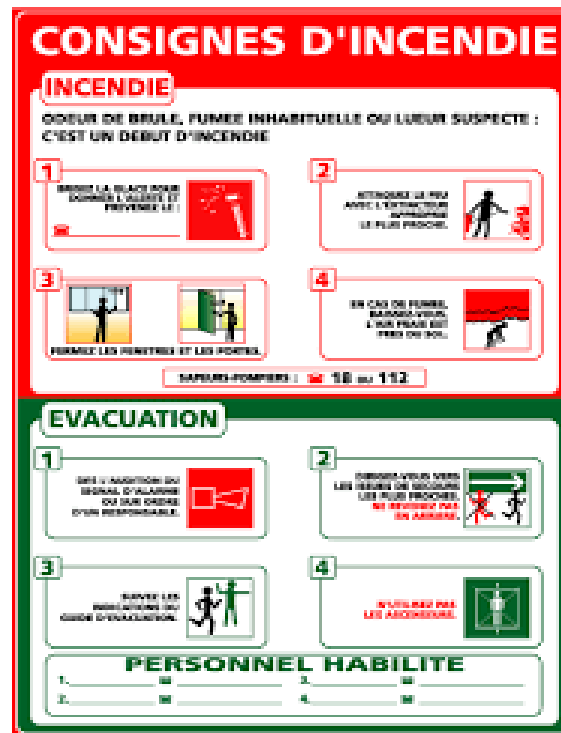 CONSIGNES D'INCENDIE
INCENDIE
ODEUR DE BRULE, FUMEE INHABITUELLE OU LUEUR SUSPECTE :
C'EST UN DEBUT D'INCENDIE
1
BRISEZ LA GLACE POUR
DONNER L'ALERTE ET
PREVENEZ LE :
2
ATTAQUEZ LE FEU
AVEC L'EXTINCTEUR
APPROPRIE
LE PLUS PROCHE.
3
FERMEZ LES FENETRES ET LES PORTES.
4
EN CAS DE FUMEE,
BAISSEZ-VOUS,
L'AIR FRAIS EST
PRES DU SOL.
SAPEURS-POMPIERS : ☎ 18 ou 112
EVACUATION
1
DES L'AUDITION DU
SIGNAL D'ALARME
OU SUR ORDRE
D'UN RESPONSABLE.
2
DIRIGEZ-VOUS VERS
LES ISSUES DE SECOURS
LES PLUS PROCHES.
NE REVENEZ PAS
EN ARRIERE.
3
SUIVEZ LES
INDICATIONS DU
GUIDE D'EVACUATION.
4
N'UTILISEZ PAS
LES ASCENSEURS.
PERSONNEL HABILITE
1. ☎ 3. ☎
2. ☎ 4. ☎